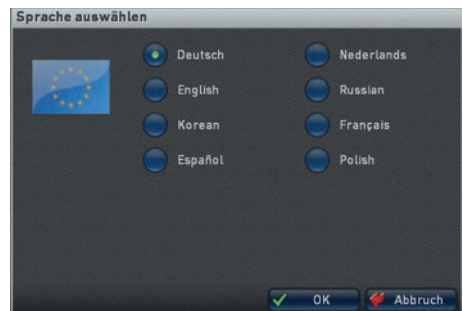 Sprache auswählen
Deutsch
Nederlands
English
Russian
Korean
Français
Español
Polish
OK
Abbruch